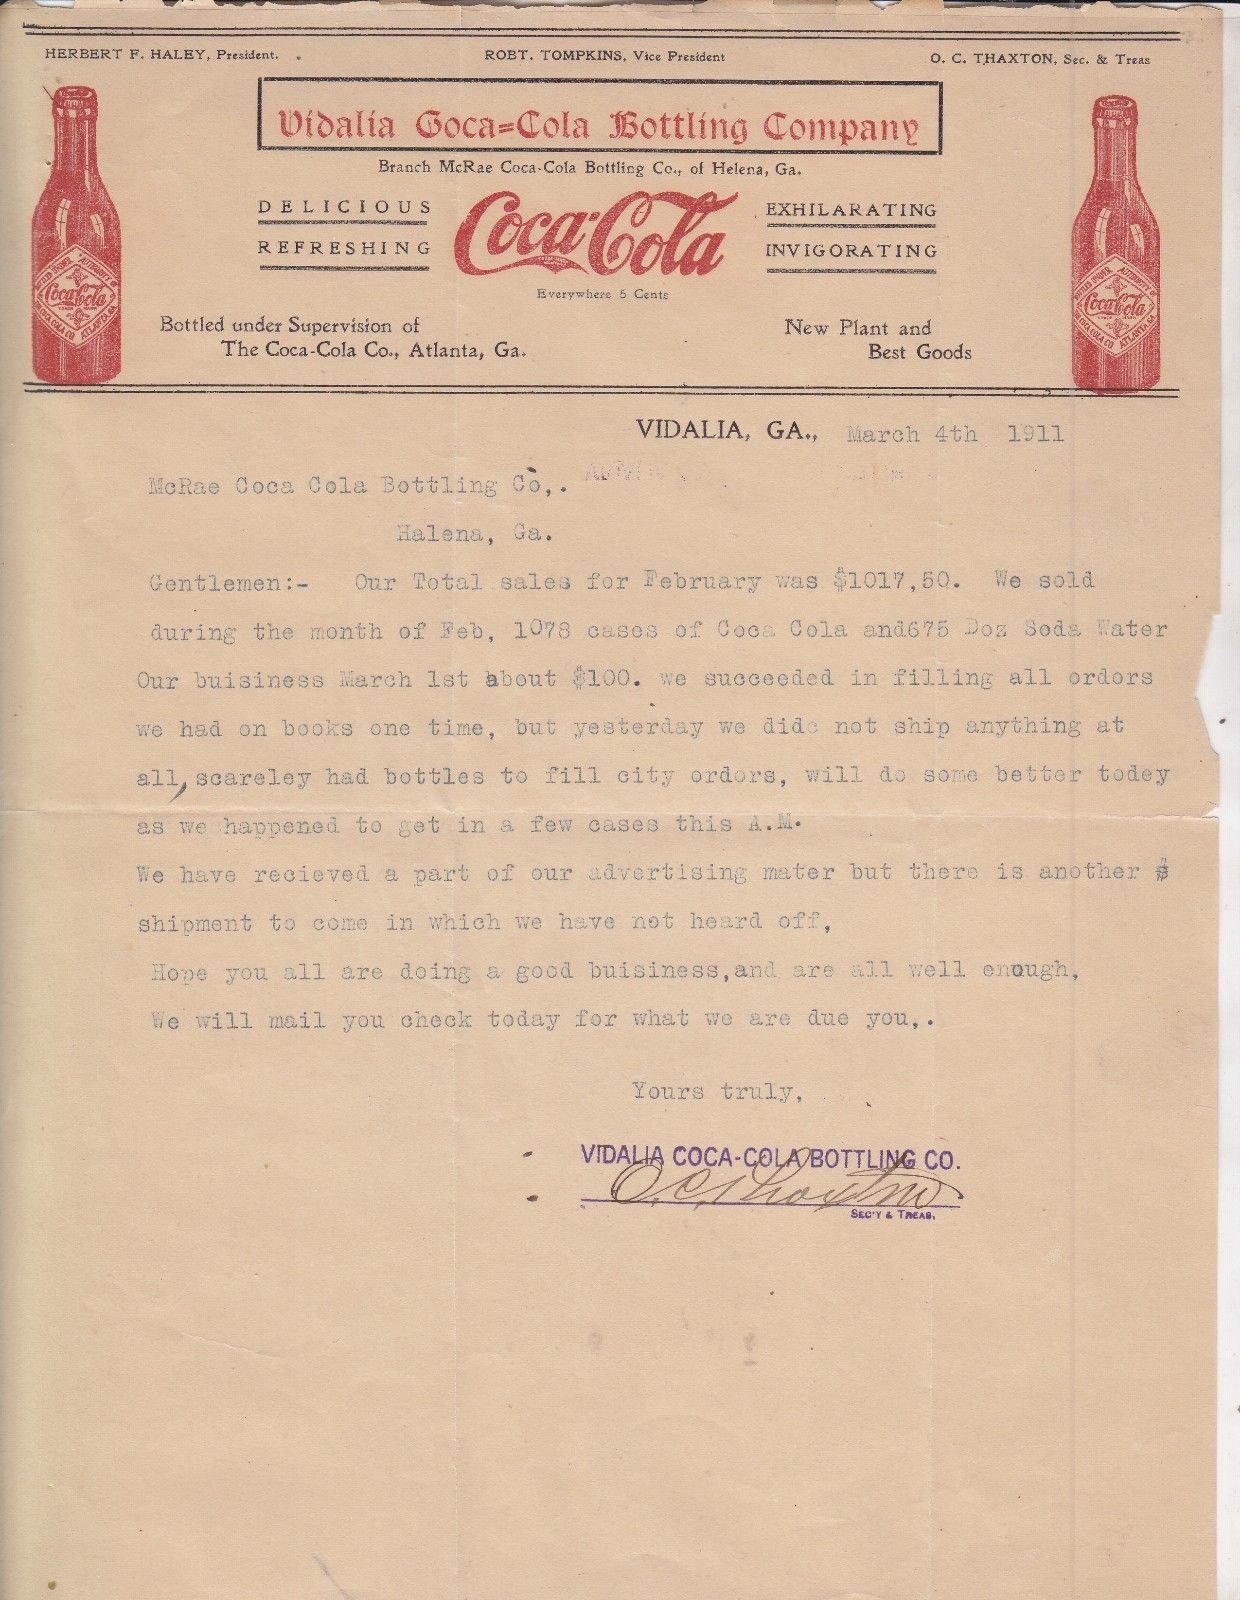 HERBERT F. HALEY, President.
ROBT. TOMPKINS, Vice President
O. C. THAXTON, Sec. & Treas
Vidalia Coca=Cola Bottling Company
Branch McRae Coca-Cola Bottling Co., of Helena, Ga.
DELICIOUS
REFRESHING
Coca-Cola
EXHILARATING
INVIGORATING
Everywhere 5 Cents
Bottled under Supervision of
The Coca-Cola Co., Atlanta, Ga.
New Plant and
Best Goods
Coca-Cola
Coca-Cola
VIDALIA, GA., March 4th 1911
McRae Coca Cola Bottling Co,.
Halena, Ga.
Gentlemen:- Our Total sales for February was $1017,50. We sold
during the month of Feb, 1078 cases of Coca Cola and675 Doz Soda Water
Our buisiness March 1st about $100. we succeeded in filling all ordors
we had on books one time, but yesterday we did not ship anything at
all, scareley had bottles to fill city ordors, will do some better todey
as we happened to get in a few cases this A.M.
We have recieved a part of our advertising mater but there is another
shipment to come in which we have not heard off,
Hope you all are doing a good buisiness,and are all well enough,
We will mail you check today for what we are due you,.
Yours truly,
VIDALIA COCA-COLA BOTTLING CO.
O. C. Thaxton
SEC'Y & TREAS.